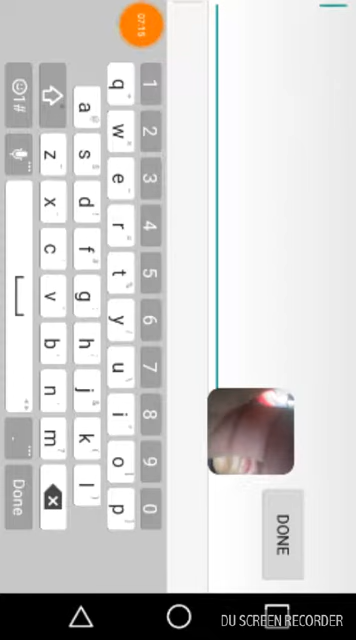 07:15
1 2 3 4 5 6 7 8 9 0
q w e r t y u i o p
a s d f g h j k l
z x c v b n m
1# , Done
DONE
DU SCREEN RECORDER